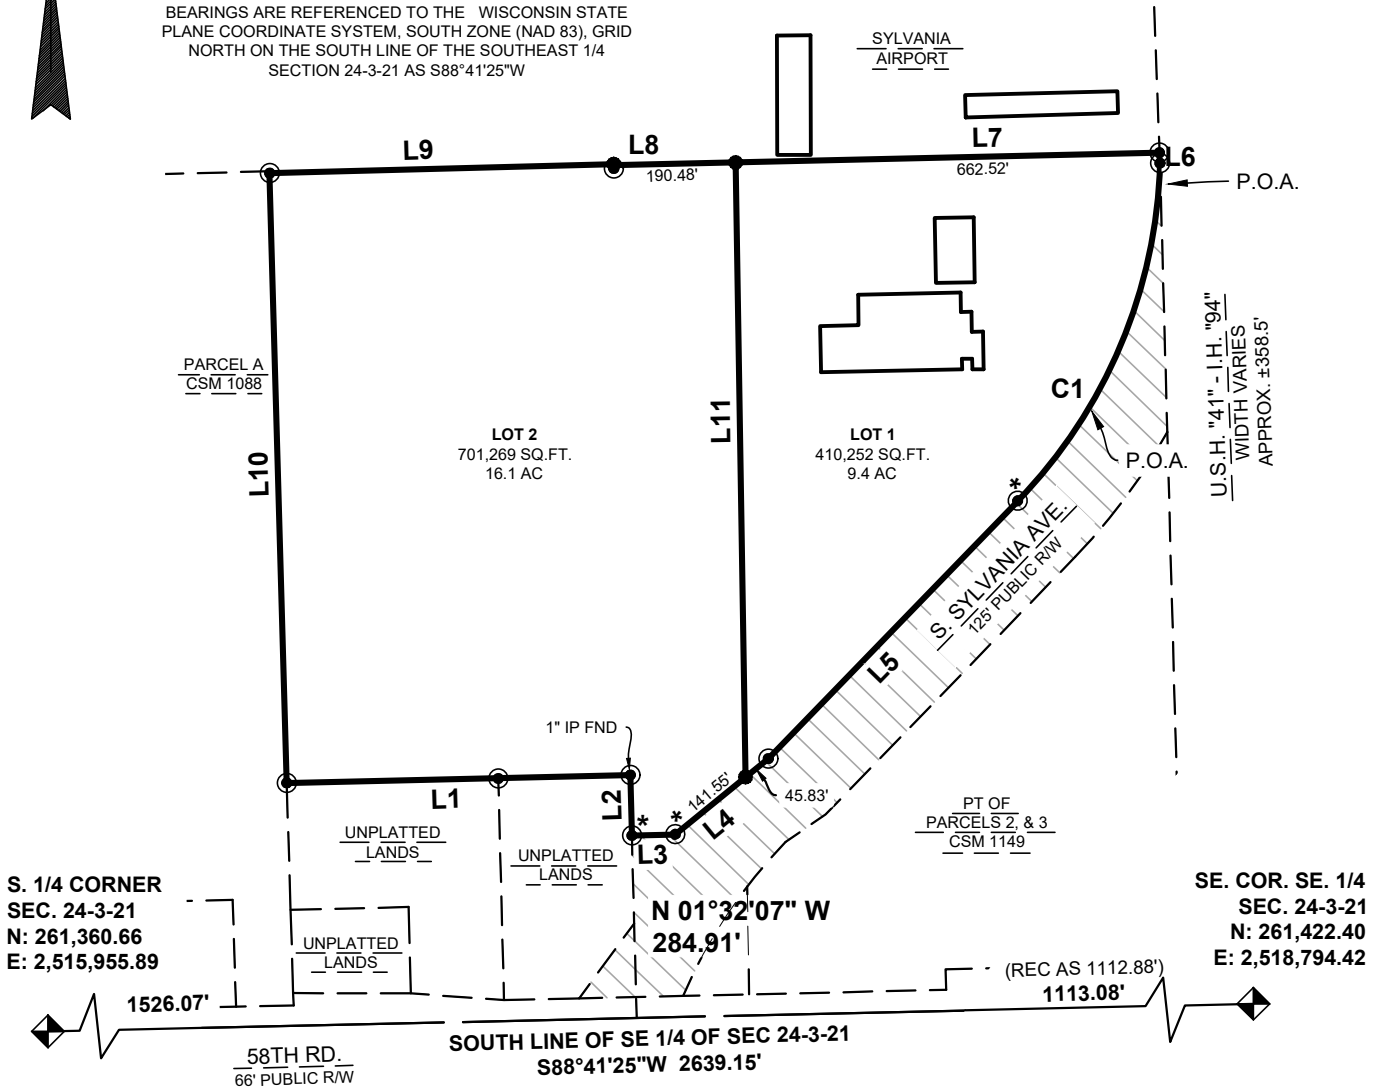 BEARINGS ARE REFERENCED TO THE WISCONSIN STATE
PLANE COORDINATE SYSTEM, SOUTH ZONE (NAD 83), GRID
NORTH ON THE SOUTH LINE OF THE SOUTHEAST 1/4
SECTION 24-3-21 AS S88°41'25"W
SYLVANIA
AIRPORT
L9
L8
190.48'
L7
662.52'
L6
P.O.A.
PARCEL A
CSM 1088
L10
L11
LOT 2
701,269 SQ.FT.
16.1 AC
LOT 1
410,252 SQ.FT.
9.4 AC
C1
P.O.A.
U.S.H. "41" - I.H. "94"
WIDTH VARIES
APPROX. ±358.5'
*
S. SYLVANIA AVE.
125' PUBLIC R/W
L5
1" IP FND
L1
L2
*
*
L3
141.55'
L4
45.83'
UNPLATTED
LANDS
UNPLATTED
LANDS
PT OF
PARCELS 2, & 3
CSM 1149
S. 1/4 CORNER
SEC. 24-3-21
N: 261,360.66
E: 2,515,955.89
UNPLATTED
LANDS
N 01°32'07" W
284.91'
SE. COR. SE. 1/4
SEC. 24-3-21
N: 261,422.40
E: 2,518,794.42
(REC AS 1112.88')
1113.08'
1526.07'
SOUTH LINE OF SE 1/4 OF SEC 24-3-21
S88°41'25"W 2639.15'
58TH RD.
66' PUBLIC R/W